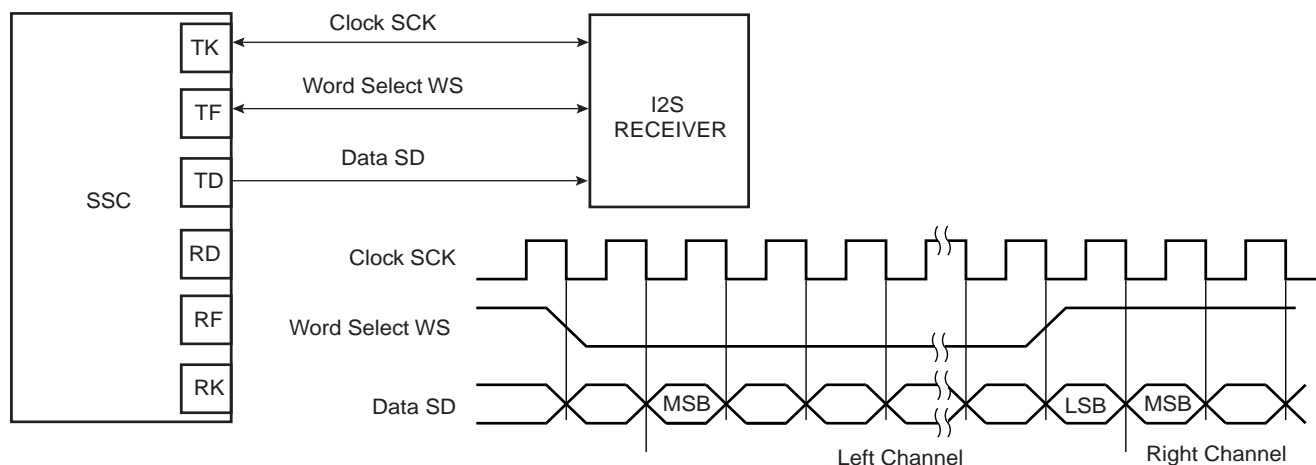 Clock SCK
TK
Word Select WS
TF
I2S
RECEIVER
Data SD
TD
SSC
RD
RF
RK
Clock SCK
Word Select WS
Data SD
MSB
LSB
MSB
Left Channel
Right Channel